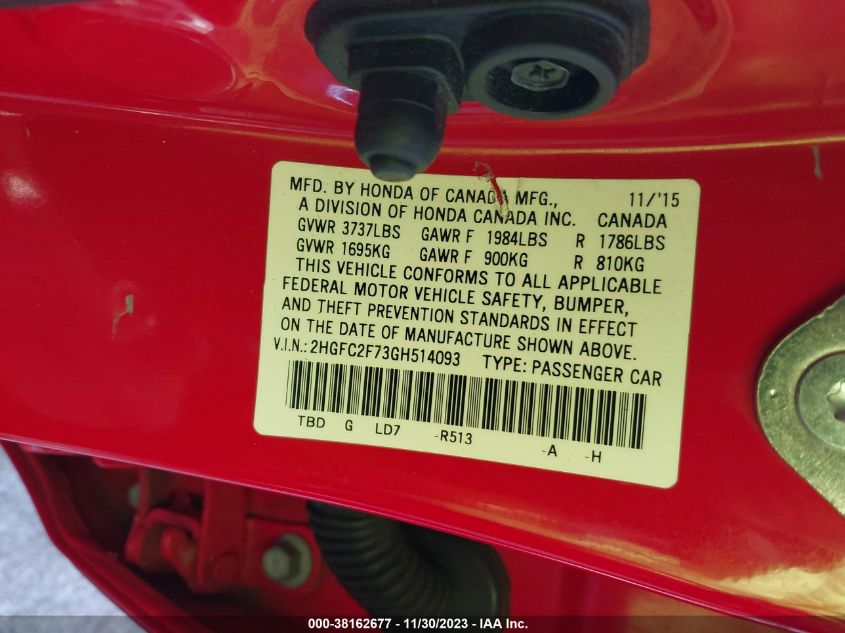 MFD. BY HONDA OF CANADA MFG., 11/'15
A DIVISION OF HONDA CANADA INC. CANADA
GVWR 3737LBS GAWR F 1984LBS R 1786LBS
GVWR 1695KG GAWR F 900KG R 810KG
THIS VEHICLE CONFORMS TO ALL APPLICABLE
FEDERAL MOTOR VEHICLE SAFETY, BUMPER,
AND THEFT PREVENTION STANDARDS IN EFFECT
ON THE DATE OF MANUFACTURE SHOWN ABOVE.
V.I.N.: 2HGFC2F73GH514093 TYPE: PASSENGER CAR
TBD G LD7 -R513 -A -H
000-38162677 - 11/30/2023 - IAA Inc.